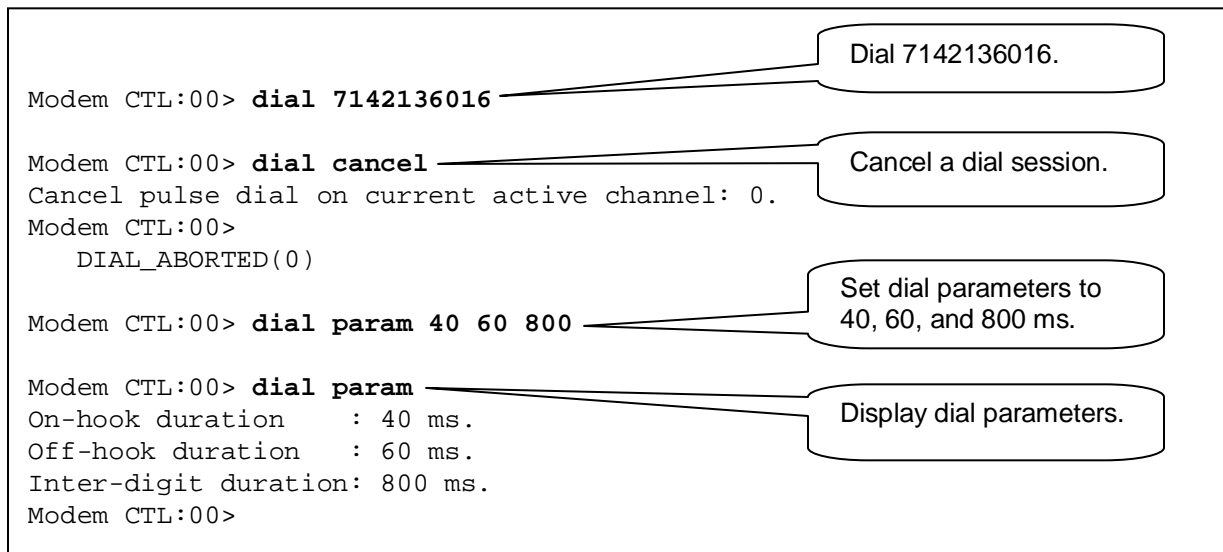 Dial 7142136016.
Modem CTL:00> dial 7142136016
Modem CTL:00> dial cancel
Cancel a dial session.
Cancel pulse dial on current active channel: 0.
Modem CTL:00>
DIAL_ABORTED(0)
Set dial parameters to
40, 60, and 800 ms.
Modem CTL:00> dial param 40 60 800
Modem CTL:00> dial param
Display dial parameters.
On-hook duration    : 40 ms.
Off-hook duration   : 60 ms.
Inter-digit duration: 800 ms.
Modem CTL:00>